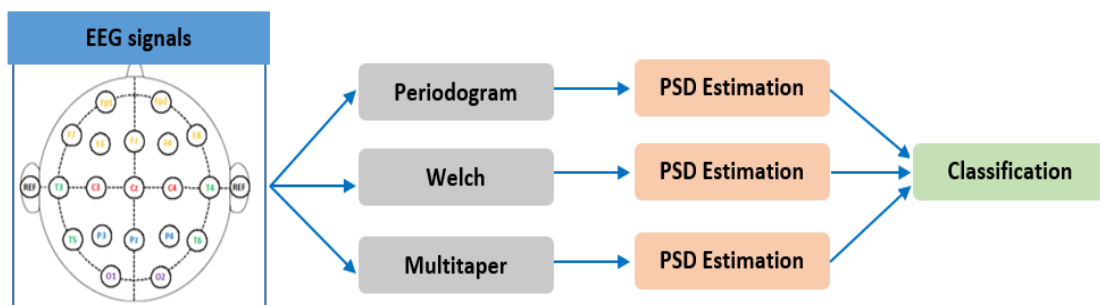 EEG signals
Fp1 Fp2
F7 F3 Fz F4 F8
REF T3 C3 Cz C4 T4 REF
T5 P3 Pz P4 T6
O1 O2
Periodogram
PSD Estimation
Welch
PSD Estimation
Classification
Multitaper
PSD Estimation